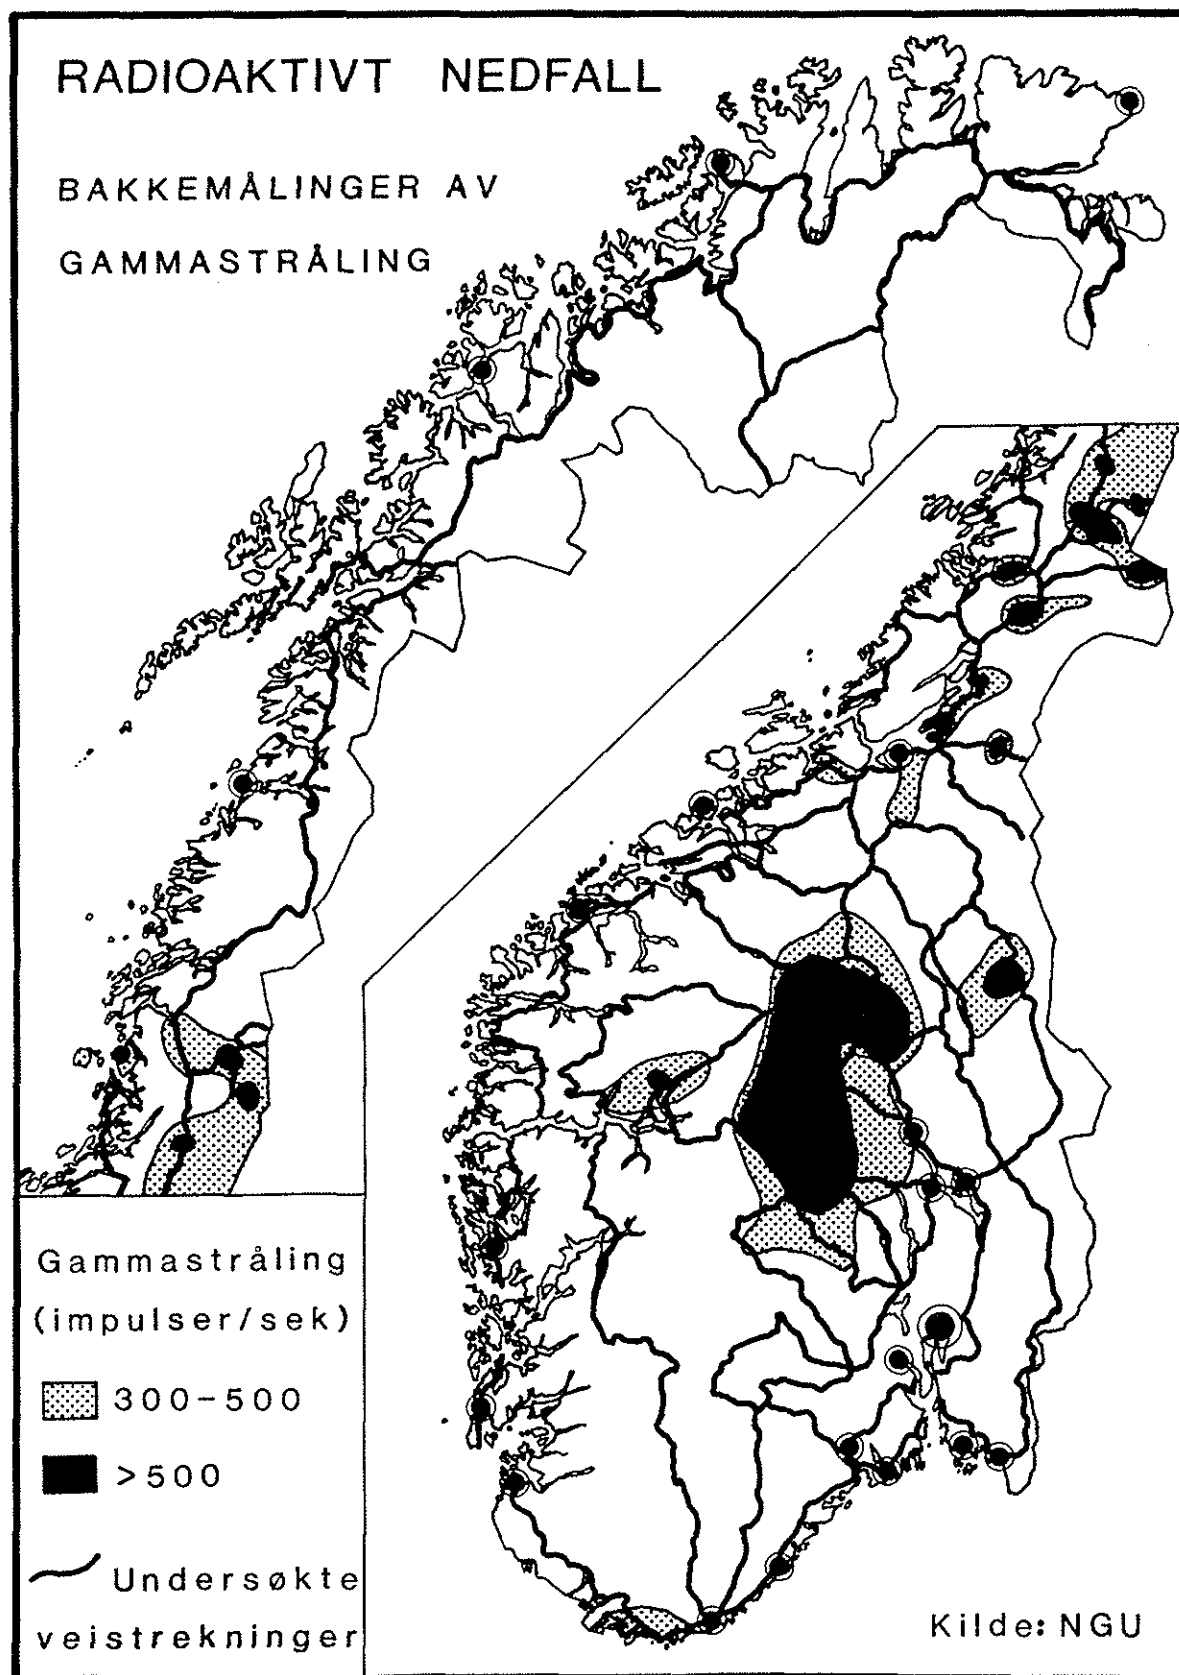 RADIOAKTIVT NEDFALL
BAKKEMÅLINGER AV
GAMMASTRÅLING
Gammastråling
(impulser/sek)
300-500
>500
Undersøkte
veistrekninger
Kilde: NGU